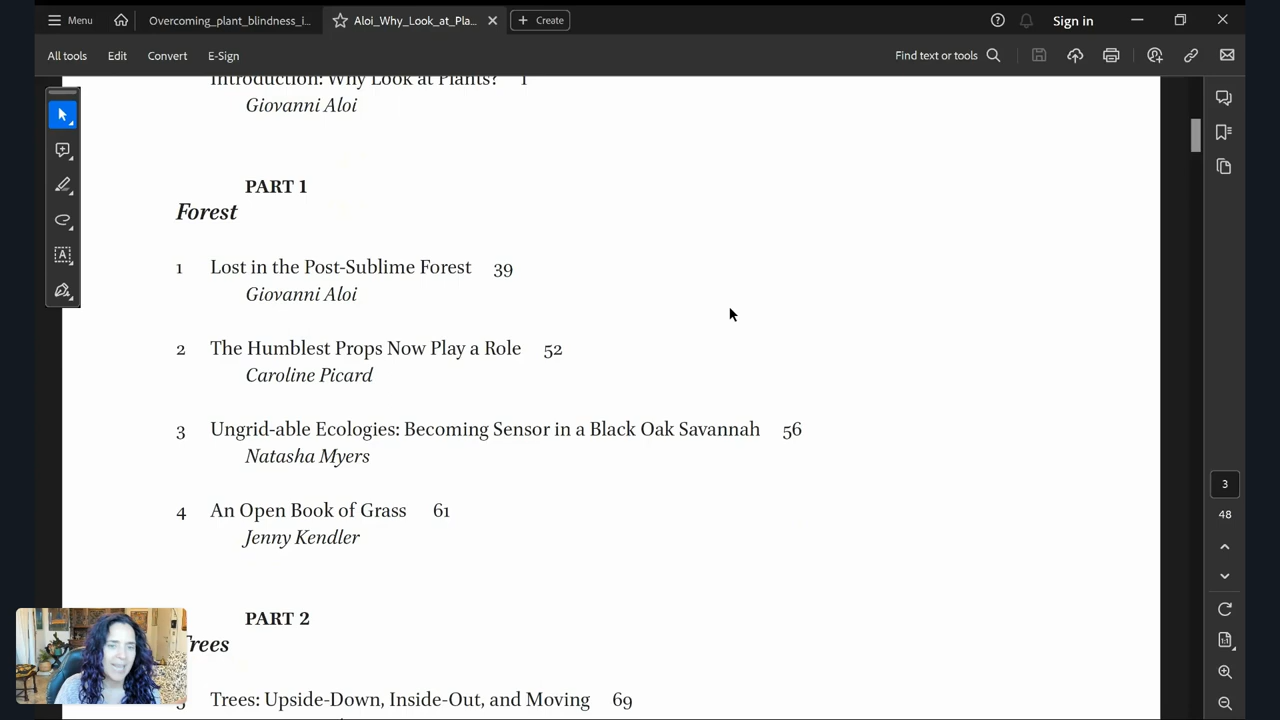 Menu
Overcoming_plant_blindness_i...
Aloi_Why_Look_at_Pla...
Create
Sign in
All tools
Edit
Convert
E-Sign
Find text or tools
Introduction: Why Look at Plants? 1
Giovanni Aloi
PART 1
Forest
1 Lost in the Post-Sublime Forest 39
Giovanni Aloi
2 The Humblest Props Now Play a Role 52
Caroline Picard
3 Ungrid-able Ecologies: Becoming Sensor in a Black Oak Savannah 56
Natasha Myers
4 An Open Book of Grass 61
Jenny Kendler
PART 2
Trees
5 Trees: Upside-Down, Inside-Out, and Moving 69
3
48